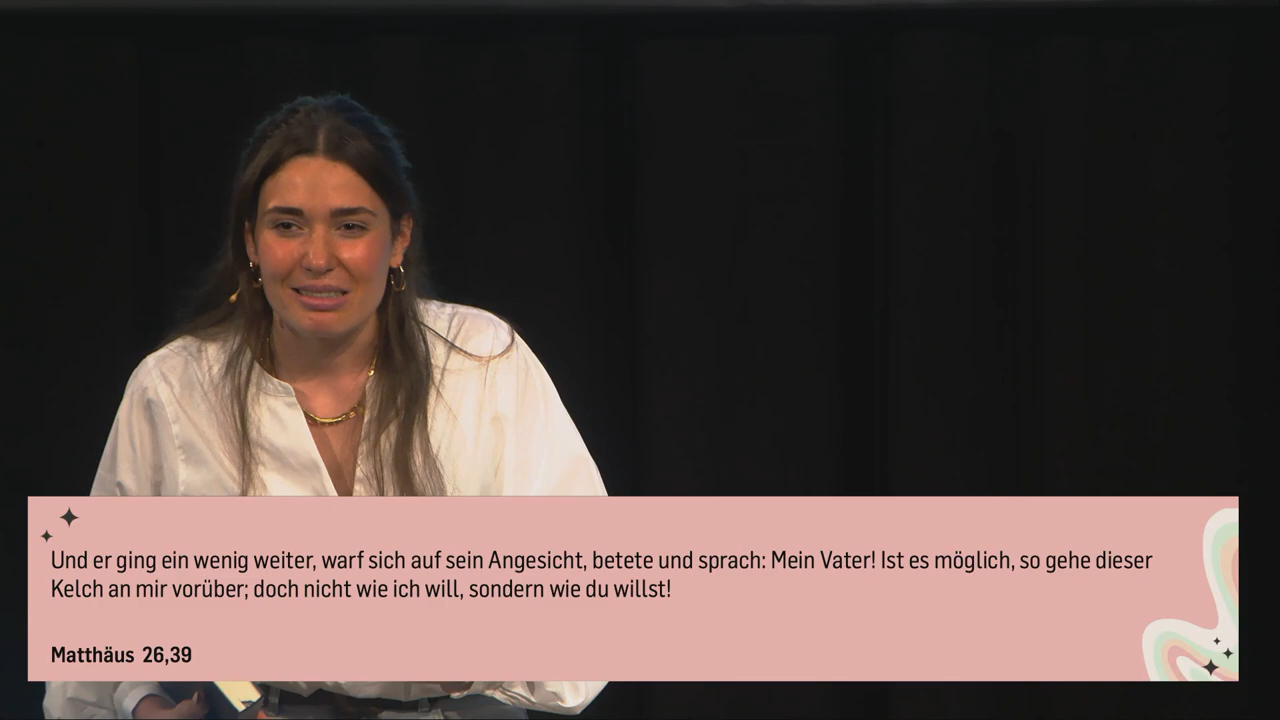 Und er ging ein wenig weiter, warf sich auf sein Angesicht, betete und sprach: Mein Vater! Ist es möglich, so gehe dieser
Kelch an mir vorüber; doch nicht wie ich will, sondern wie du willst!
Matthäus 26,39